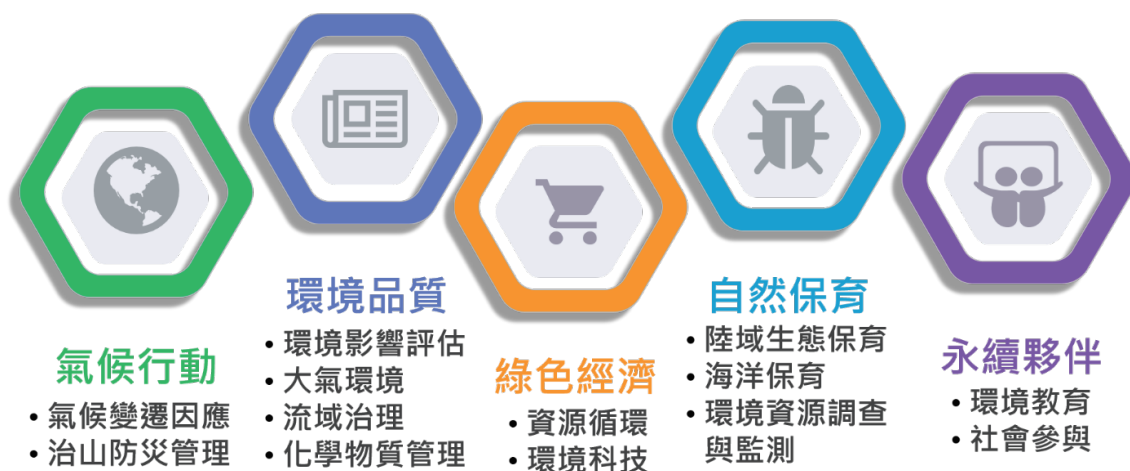 氣候行動
• 氣候變遷因應
• 治山防災管理
環境品質
• 環境影響評估
• 大氣環境
• 流域治理
• 化學物質管理
綠色經濟
• 資源循環
• 環境科技
自然保育
• 陸域生態保育
• 海洋保育
• 環境資源調查
與監測
永續夥伴
• 環境教育
• 社會參與